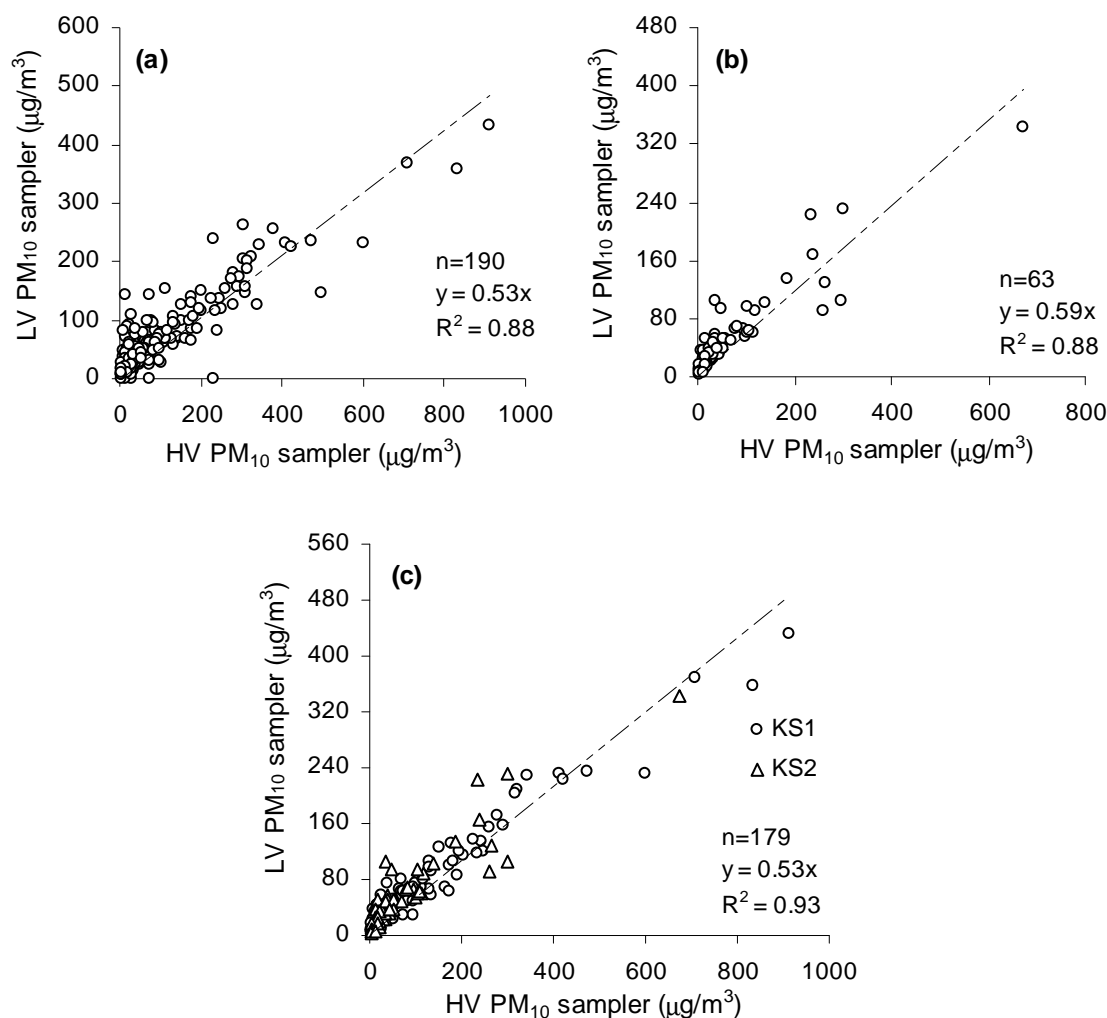 (a)
LV PM₁₀ sampler (μg/m³)
600
500
400
300
200
100
0
n=190
y = 0.53x
R² = 0.88
0 200 400 600 800 1000
HV PM₁₀ sampler (μg/m³)
(b)
LV PM₁₀ sampler (μg/m³)
480
400
320
240
160
80
0
n=63
y = 0.59x
R² = 0.88
0 200 400 600 800
HV PM₁₀ sampler (μg/m³)
(c)
LV PM₁₀ sampler (μg/m³)
560
480
400
320
240
160
80
0
KS1
KS2
n=179
y = 0.53x
R² = 0.93
0 200 400 600 800 1000
HV PM₁₀ sampler (μg/m³)